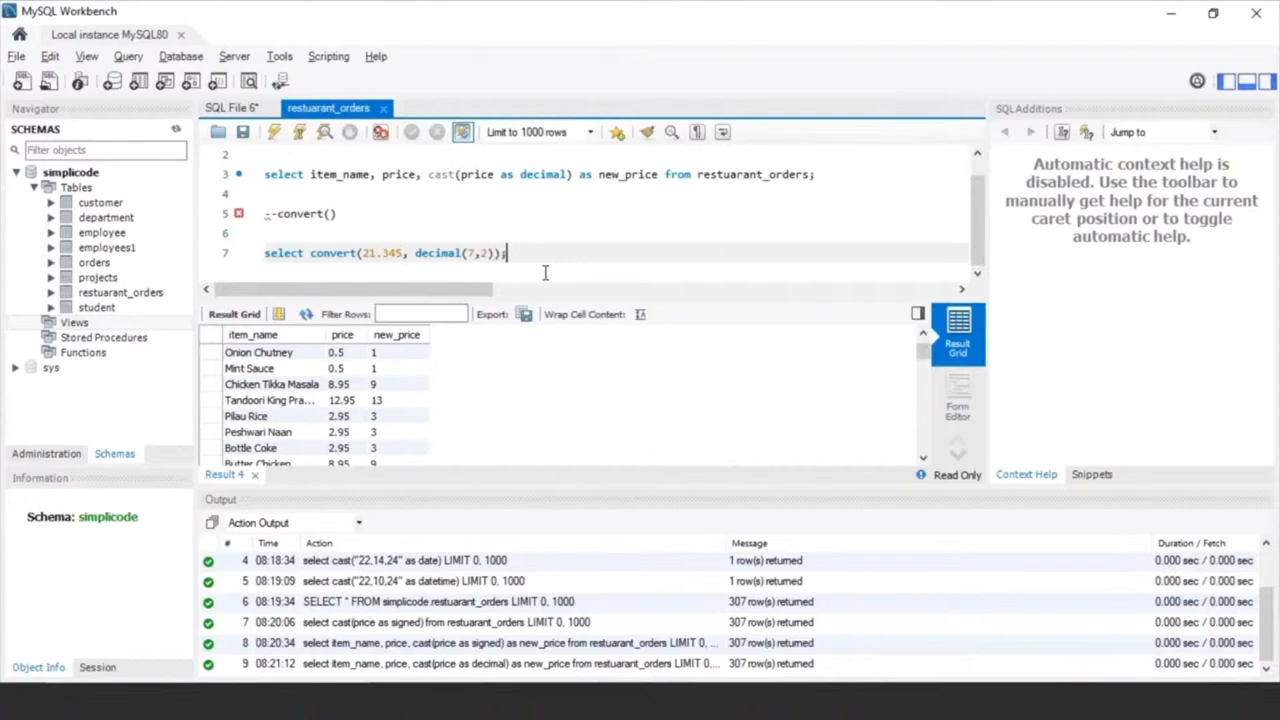 MySQL Workbench
Local instance MySQL80
File Edit View Query Database Server Tools Scripting Help
Navigator
SCHEMAS
Filter objects
simplicode
Tables
customer
department
employee
employees1
orders
projects
restuarant_orders
student
Views
Stored Procedures
Functions
sys
Administration Schemas
Information
Schema: simplicode
Object Info Session
SQL File 6* restuarant_orders
Limit to 1000 rows
2
3 select item_name, price, cast(price as decimal) as new_price from restuarant_orders;
4
5 --convert()
6
7 select convert(21.345, decimal(7,2));
Result Grid Filter Rows: Export: Wrap Cell Content:
item_name price new_price
Onion Chutney 0.5 1
Mint Sauce 0.5 1
Chicken Tikka Masala 8.95 9
Tandoori King Pra... 12.95 13
Pilau Rice 2.95 3
Peshwari Naan 2.95 3
Bottle Coke 2.95 3
Butter Chicken 8.95 9
Result Grid
Form Editor
Result 4 Read Only
SQLAdditions
Jump to
Automatic context help is
disabled. Use the toolbar to
manually get help for the current
caret position or to toggle
automatic help.
Context Help Snippets
Output
Action Output
# Time Action Message Duration / Fetch
4 08:18:34 select cast("22,14,24" as date) LIMIT 0, 1000 1 row(s) returned 0.000 sec / 0.000 sec
5 08:19:09 select cast("22,10,24" as datetime) LIMIT 0, 1000 1 row(s) returned 0.000 sec / 0.000 sec
6 08:19:34 SELECT * FROM simplicode.restuarant_orders LIMIT 0, 1000 307 row(s) returned 0.000 sec / 0.000 sec
7 08:20:06 select cast(price as signed) from restuarant_orders LIMIT 0, 1000 307 row(s) returned 0.000 sec / 0.000 sec
8 08:20:34 select item_name, price, cast(price as signed) as new_price from restuarant_orders LIMIT 0, ... 307 row(s) returned 0.000 sec / 0.000 sec
9 08:21:12 select item_name, price, cast(price as decimal) as new_price from restuarant_orders LIMIT 0,... 307 row(s) returned 0.000 sec / 0.000 sec